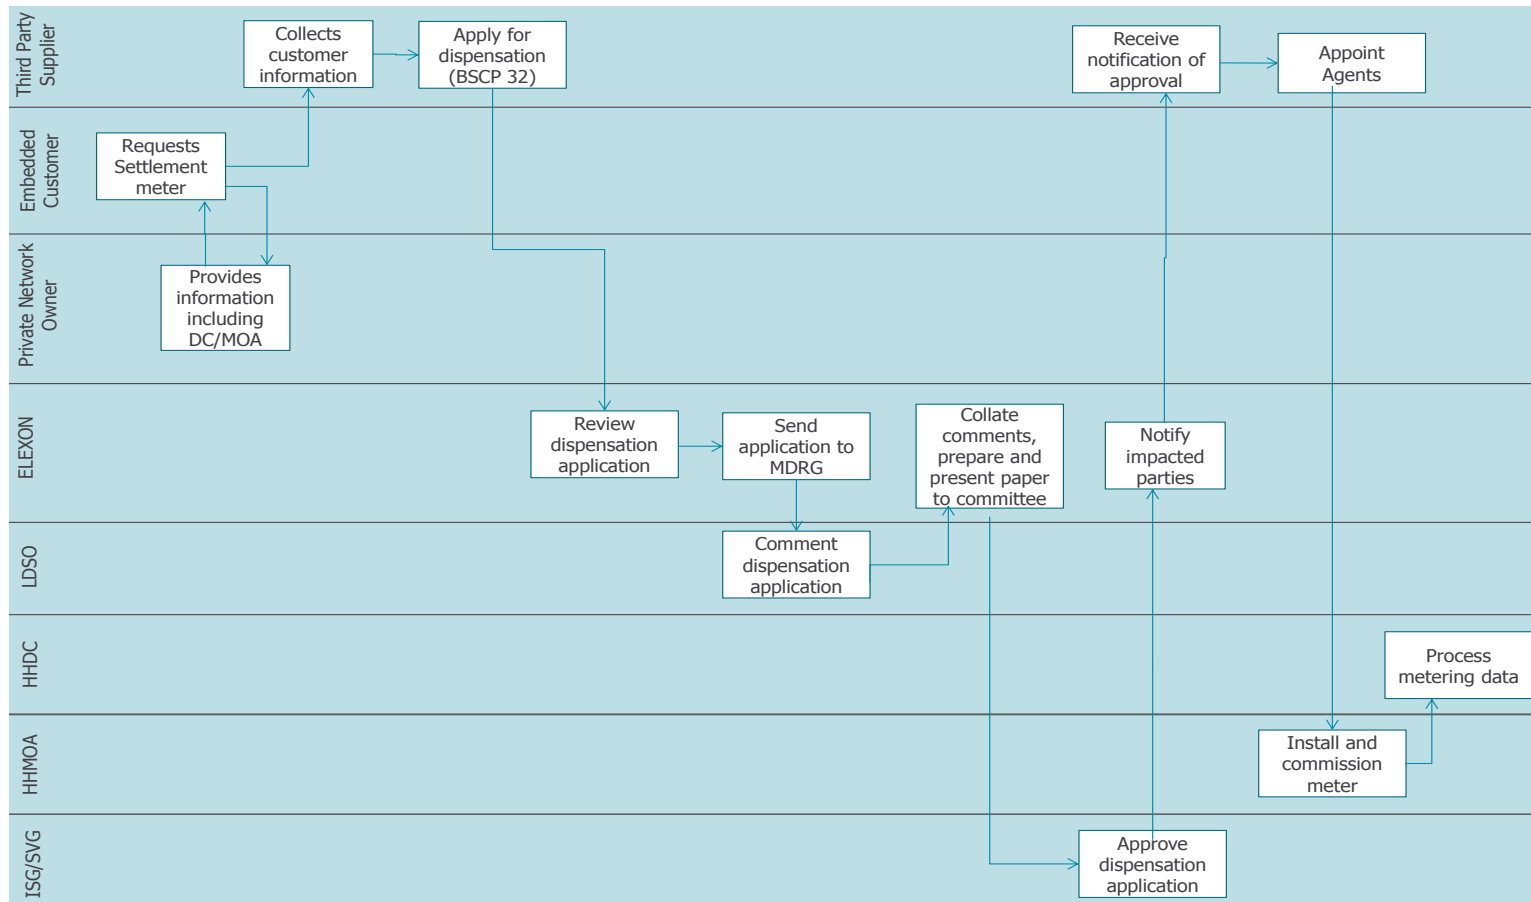 Third Party
Supplier
Collects
customer
information
Apply for
dispensation
(BSCP 32)
Receive
notification of
approval
Appoint
Agents
Embedded
Customer
Requests
Settlement
meter
Private Network
Owner
Provides
information
including
DC/MOA
ELEXON
Review
dispensation
application
Send
application to
MDRG
Collate
comments,
prepare and
present paper
to committee
Notify
impacted
parties
LDSO
Comment
dispensation
application
HHDC
Process
metering data
HHMOA
Install and
commission
meter
ISG/SVG
Approve
dispensation
application